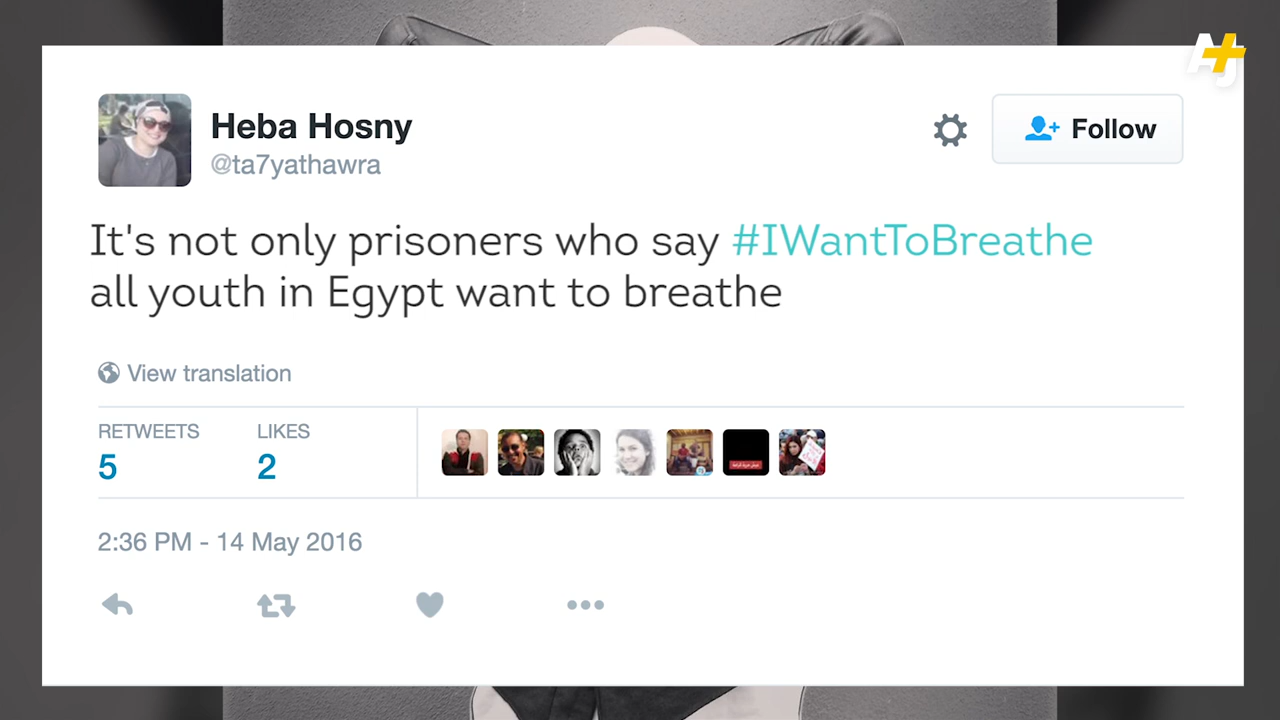 AJ+
Heba Hosny
@ta7yathawra
Follow
It's not only prisoners who say #IWantToBreathe
all youth in Egypt want to breathe
View translation
RETWEETS
LIKES
5
2
2:36 PM - 14 May 2016